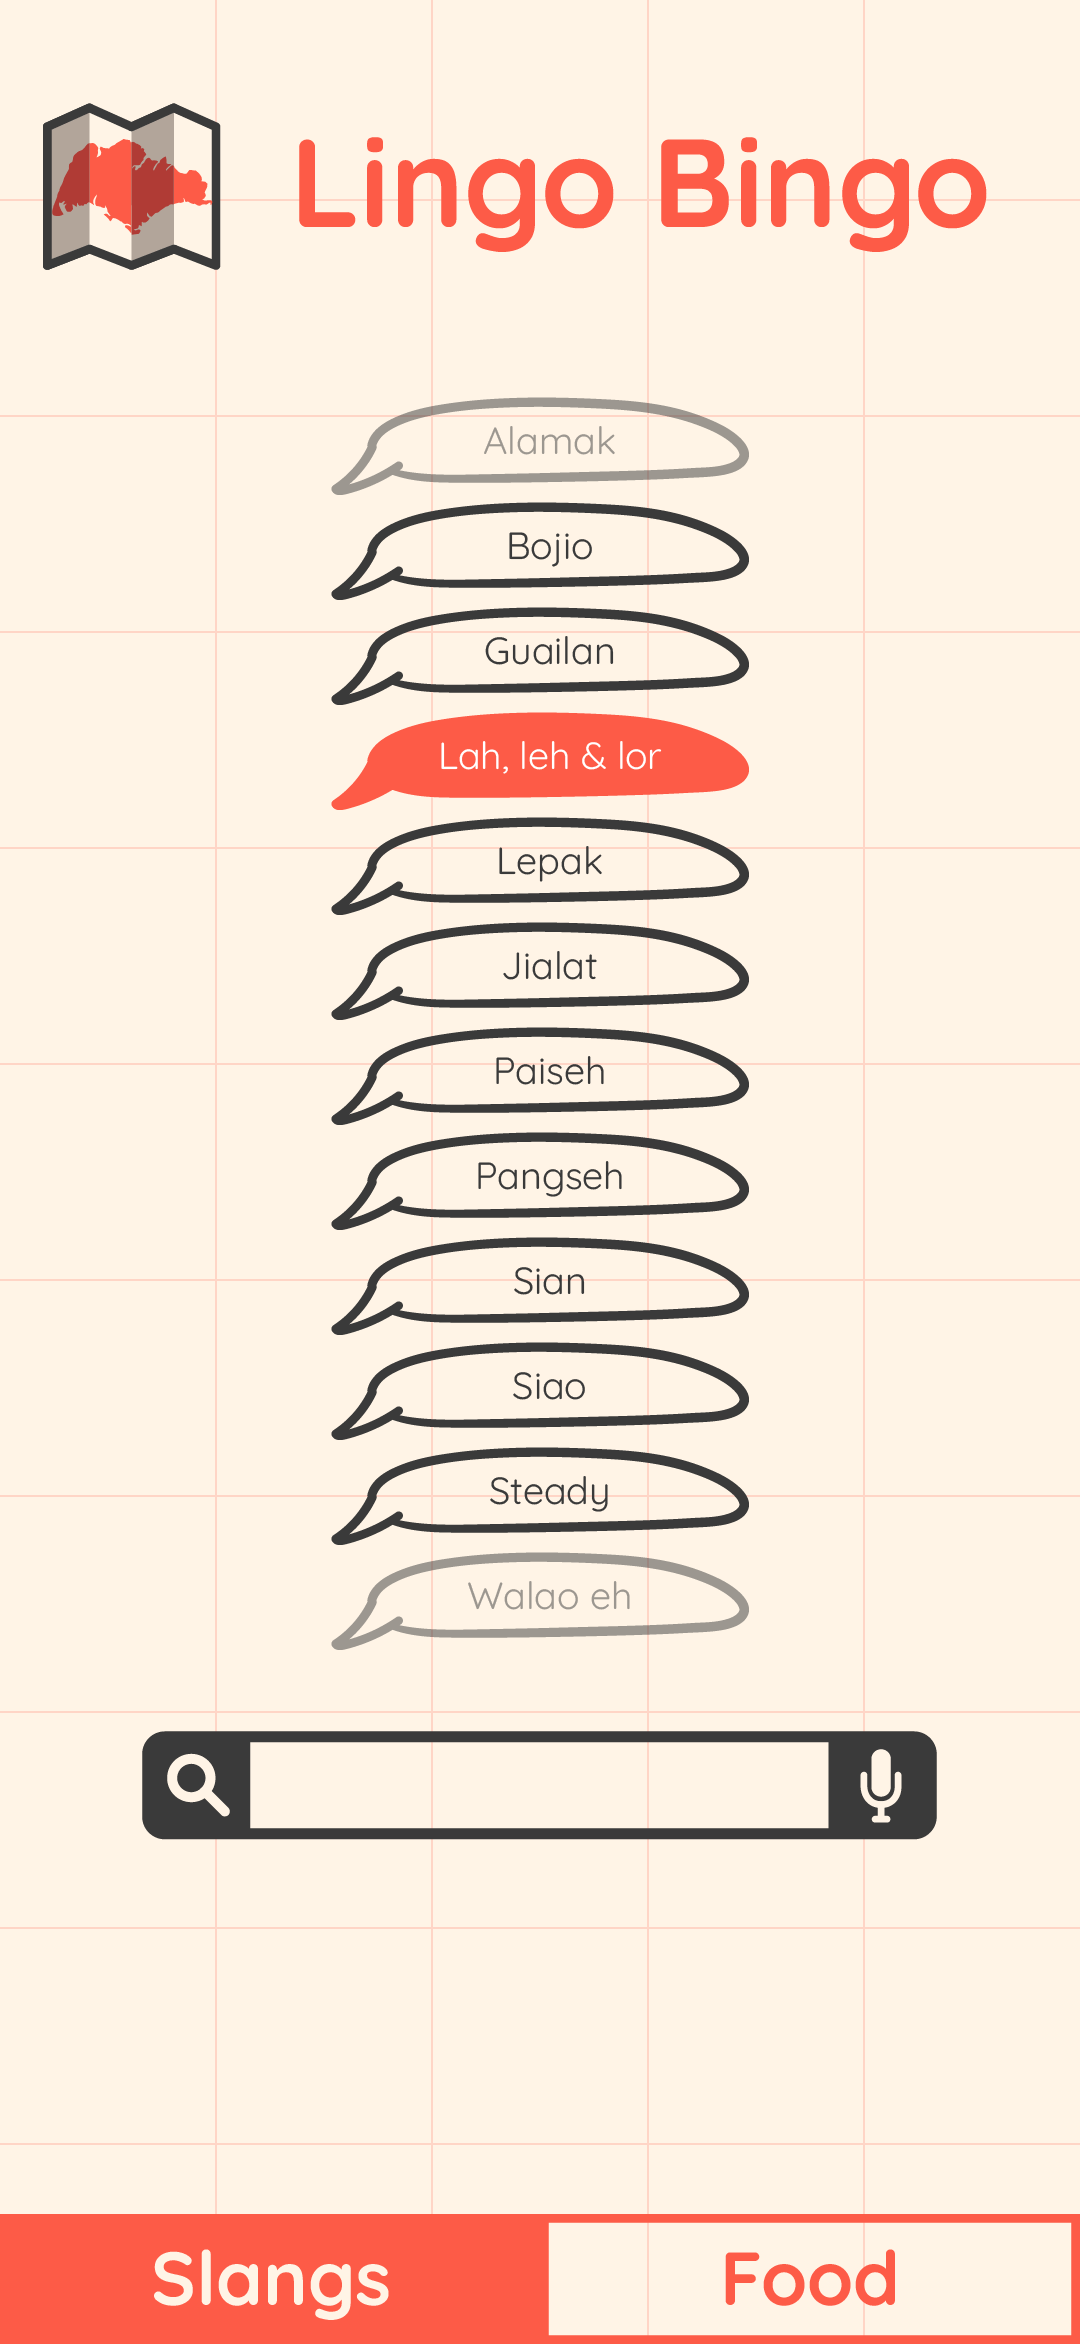 Lingo Bingo
Alamak
Bojio
Guailan
Lah, leh & lor
Lepak
Jialat
Paiseh
Pangseh
Sian
Siao
Steady
Walao eh
Slangs
Food